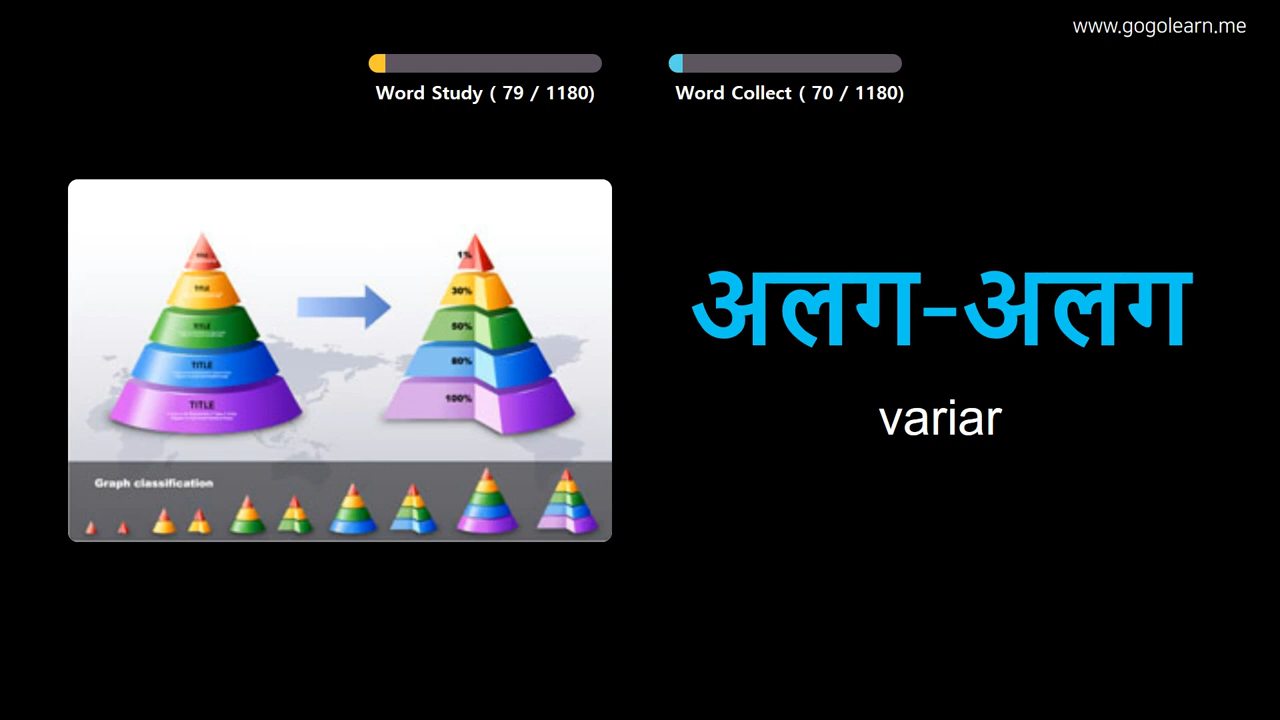 www.gogolearn.me
Word Study ( 79 / 1180)
Word Collect ( 70 / 1180)
अलग-अलग
variar
TITLE
TITLE
TITLE
TITLE
1%
30%
50%
80%
100%
Graph classification